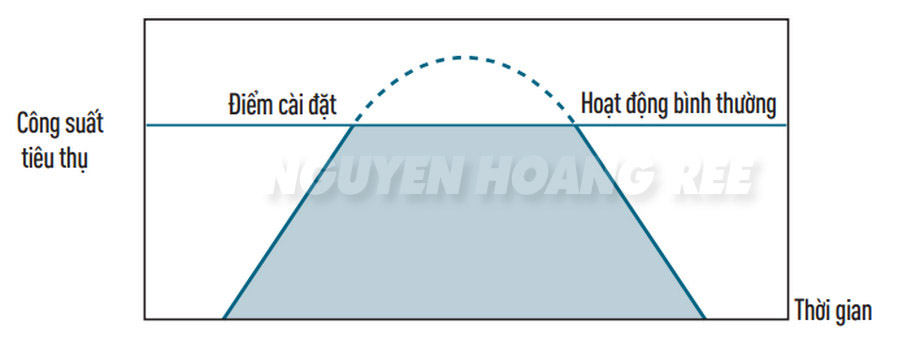 Điểm cài đặt
Hoạt động bình thường
Công suất
tiêu thụ
NGUYEN HOANG REE
Thời gian